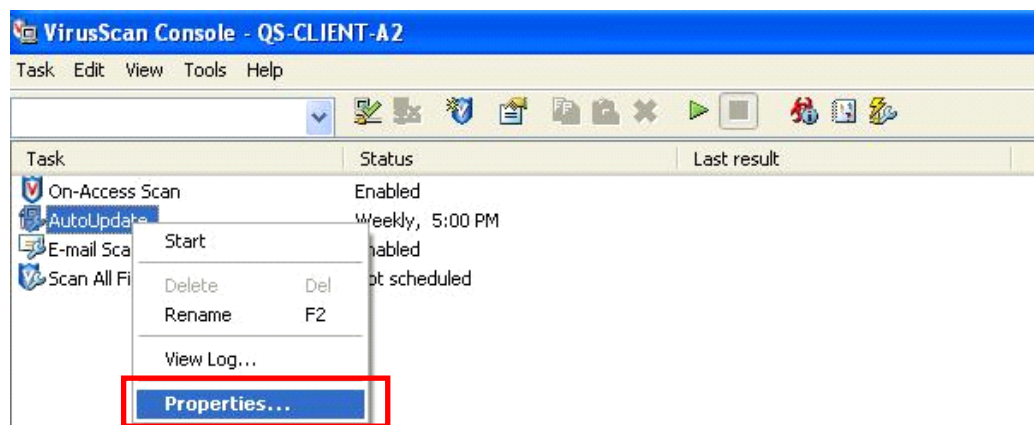 VirusScan Console - QS-CLIENT-A2
Task Edit View Tools Help
Task Status Last result
On-Access Scan Enabled
AutoUpdate Weekly, 5:00 PM
E-mail Sca nabled
Scan All Fi ot scheduled
Start
Delete Del
Rename F2
View Log...
Properties...